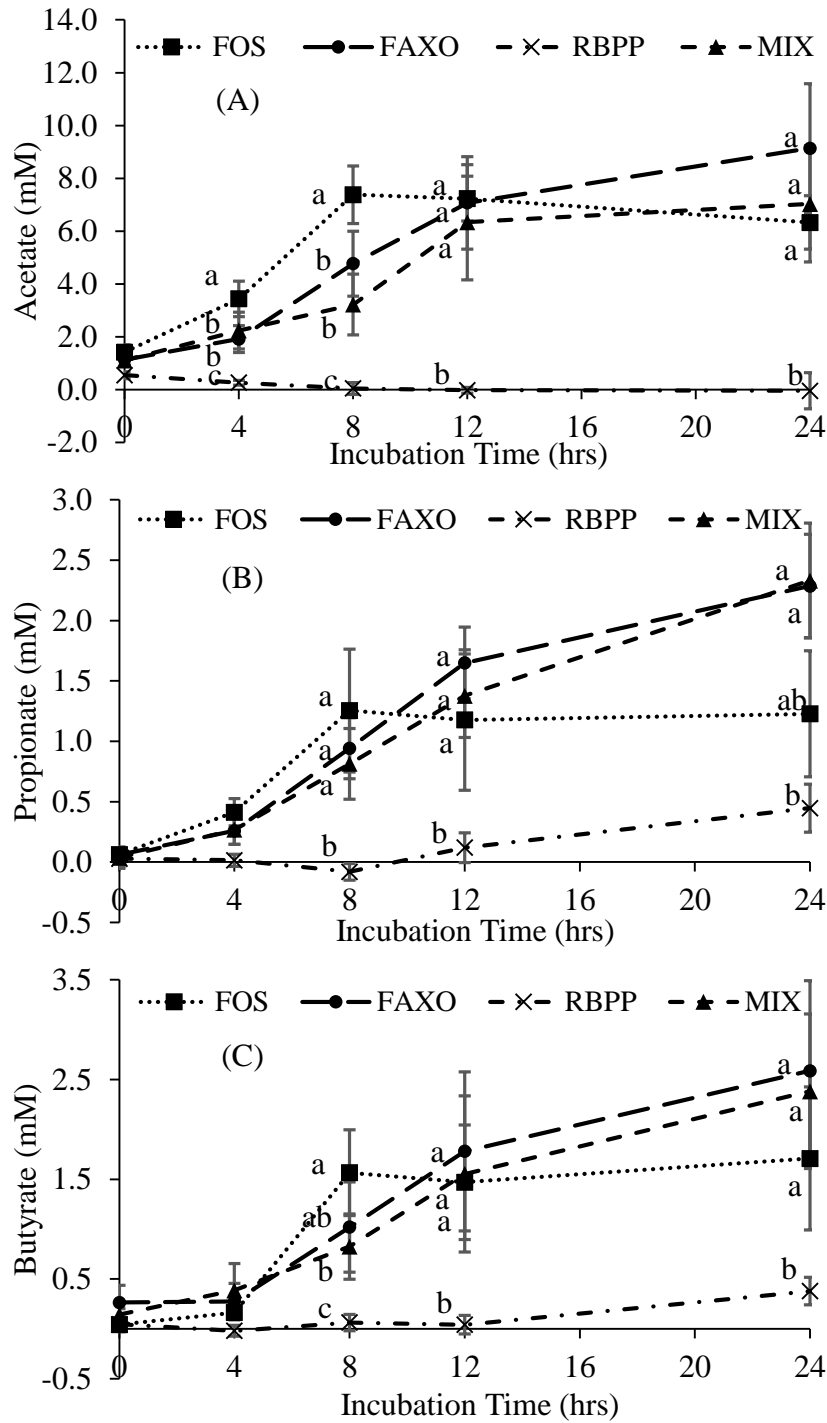 14.0
FOS FAXO RBPP MIX
12.0
(A)
10.0
a
8.0
a a a
a
6.0
b a a
4.0
a
b
2.0
b b
c c b b
0.0
0 4 8 12 16 20 24
-2.0
Incubation Time (hrs)
Acetate (mM)
3.0
FOS FAXO RBPP MIX
2.5
(B)
a
2.0
a
a
1.5
a a
ab
1.0
a a
a
0.5
b
b b
0.0
0 4 8 12 16 20 24
-0.5
Incubation Time (hrs)
Propionate (mM)
3.5
FOS FAXO RBPP MIX
(C)
2.5
a
a
a a
1.5
a
a
ab a
b
0.5
b
c b
0 4 8 12 16 20 24
-0.5
Incubation Time (hrs)
Butyrate (mM)